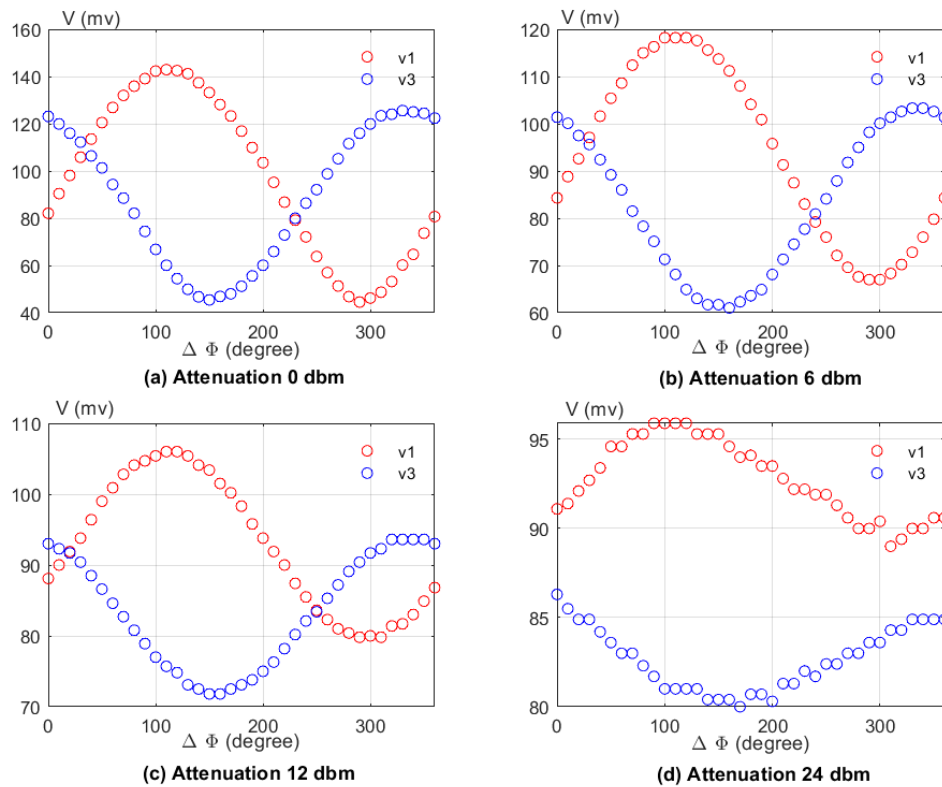 V (mv)
160
140
120
100
80
60
40
v1
v3
0
100
200
300
Δ Φ (degree)
(a) Attenuation 0 dbm
V (mv)
120
110
100
90
80
70
60
v1
v3
0
100
200
300
Δ Φ (degree)
(b) Attenuation 6 dbm
V (mv)
110
100
90
80
70
v1
v3
0
100
200
300
Δ Φ (degree)
(c) Attenuation 12 dbm
V (mv)
95
90
85
80
v1
v3
0
100
200
300
Δ Φ (degree)
(d) Attenuation 24 dbm